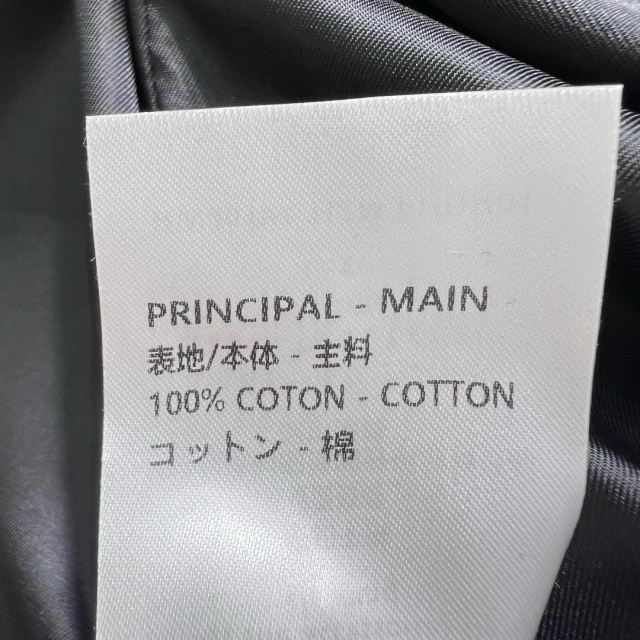 PRINCIPAL - MAIN
表地/本体 - 主料
100% COTON - COTTON
コットン - 棉